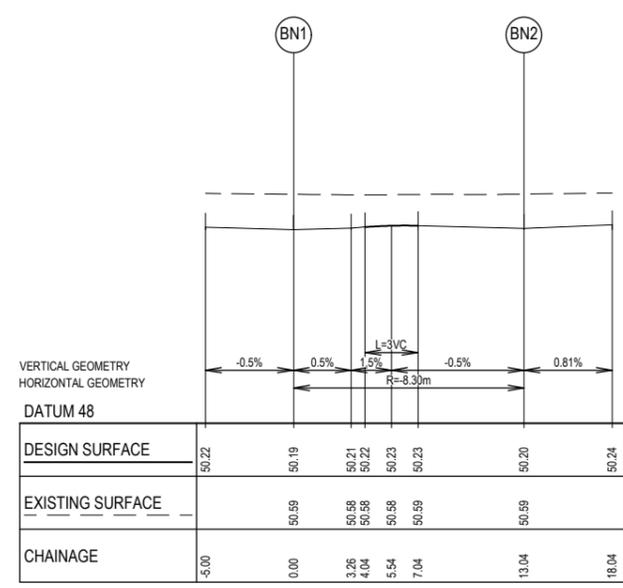 BN1 BN2
L=3VC
VERTICAL GEOMETRY -0.5% 0.5% 1.5% -0.5% 0.81%
HORIZONTAL GEOMETRY R=-8.30m
DATUM 48
DESIGN SURFACE 50.22 50.19 50.21 50.22 50.23 50.23 50.20 50.24
EXISTING SURFACE 50.59 50.58 50.58 50.58 50.59 50.59
CHAINAGE -5.00 0.00 3.26 4.04 5.54 7.04 13.04 18.04